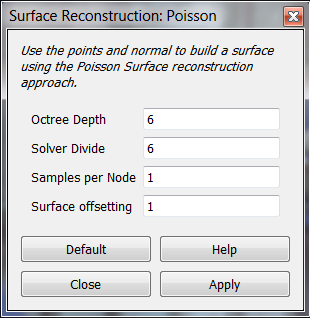 Surface Reconstruction: Poisson
Use the points and normal to build a surface
using the Poisson Surface reconstruction
approach.
Octree Depth 6
Solver Divide 6
Samples per Node 1
Surface offsetting 1
Default Help
Close Apply